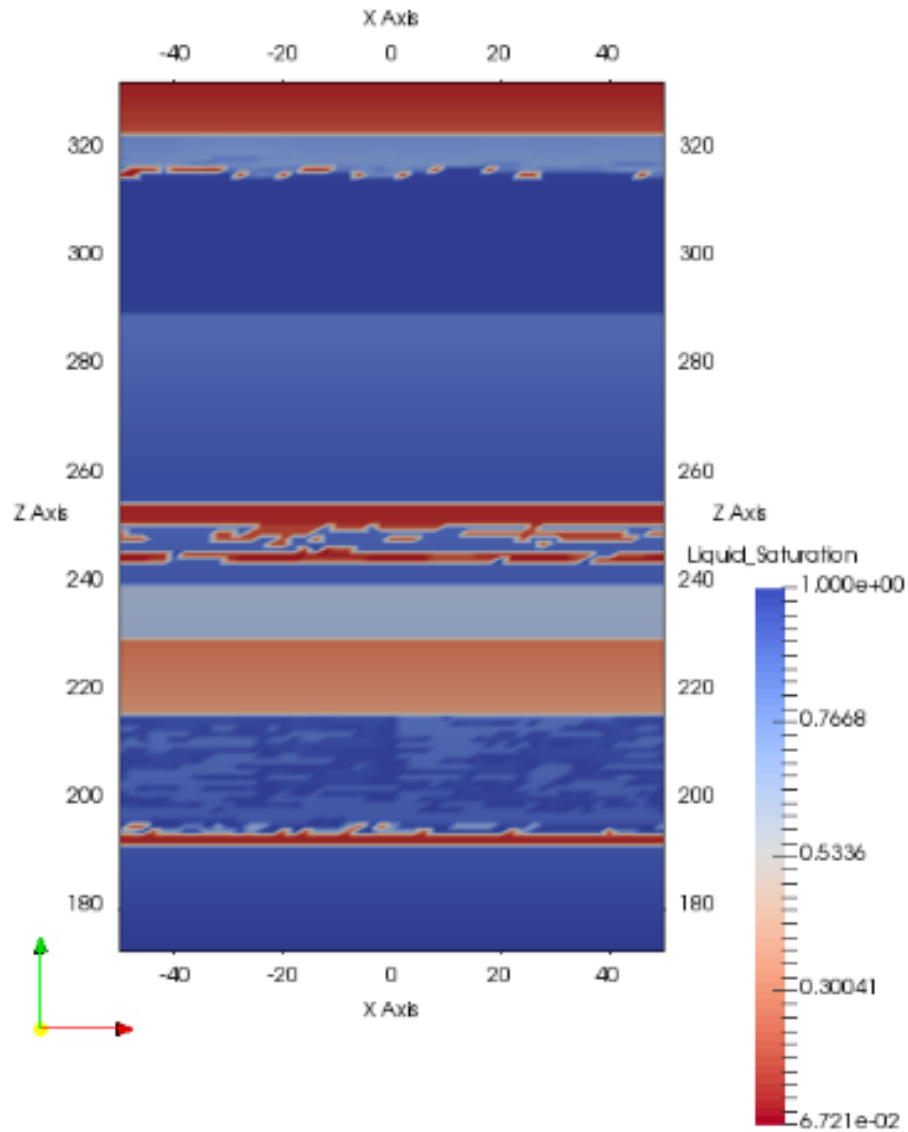 X Axis
-40 -20 0 20 40
320 320
300 300
280 280
260 260
Z Axis Z Axis
Liquid_Saturation
240 240
1.000e+00
220 220
0.7668
200 200
0.5336
180 180
0.30041
-40 -20 0 20 40
X Axis
6.721e-02